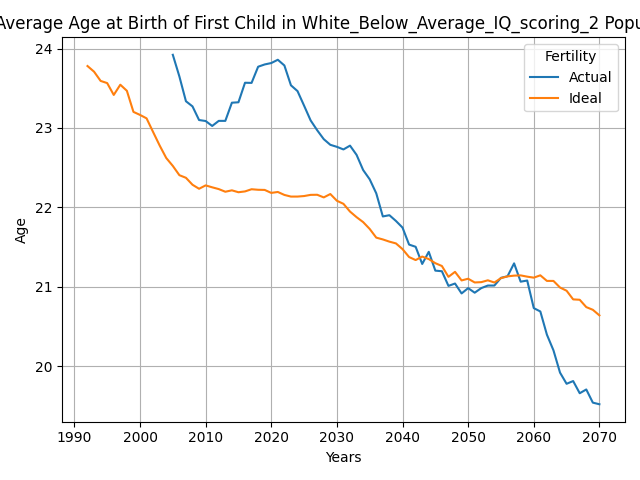 Average Age at Birth of First Child in White_Below_Average_IQ_scoring_2
Fertility
Actual
Ideal
24
23
22
21
20
Age
1990 2000 2010 2020 2030 2040 2050 2060 2070
Years